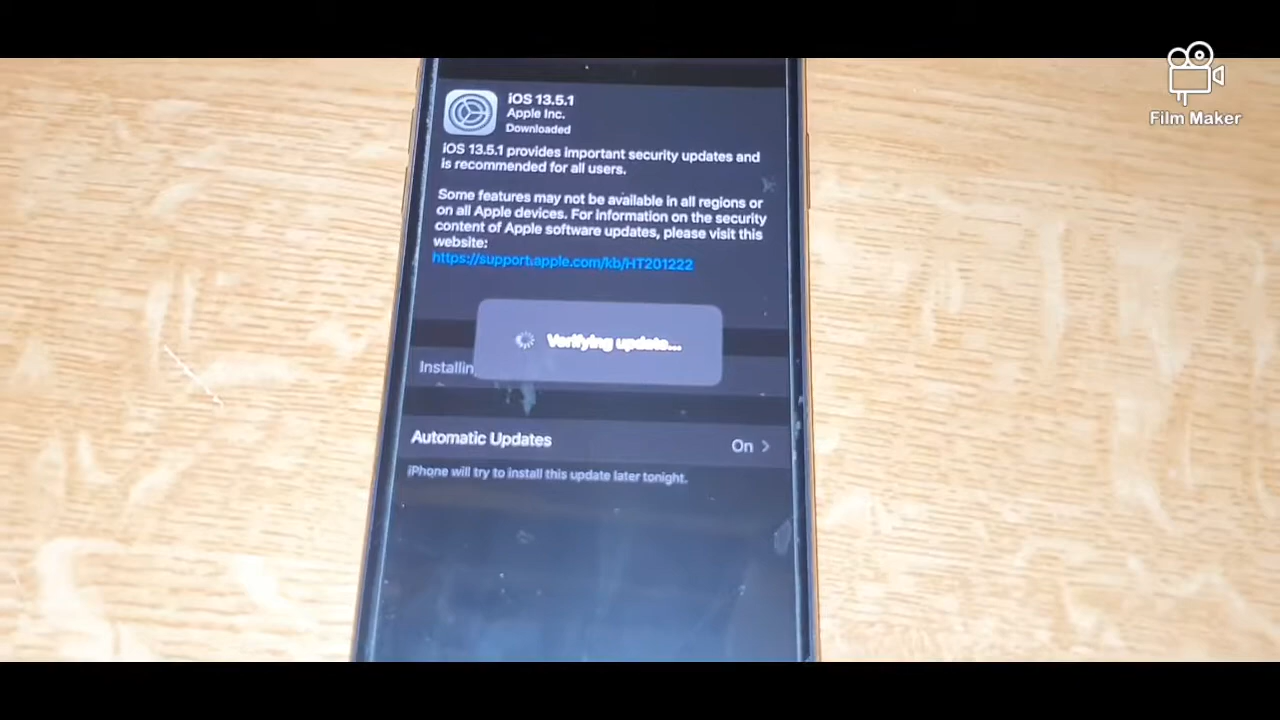 iOS 13.5.1
Apple Inc.
Downloaded
iOS 13.5.1 provides important security updates and
is recommended for all users.
Some features may not be available in all regions or
on all Apple devices. For information on the security
content of Apple software updates, please visit this
website:
https://support.apple.com/kb/HT201222
Verifying update...
Installin
Automatic Updates On
iPhone will try to install this update later tonight.
Film Maker